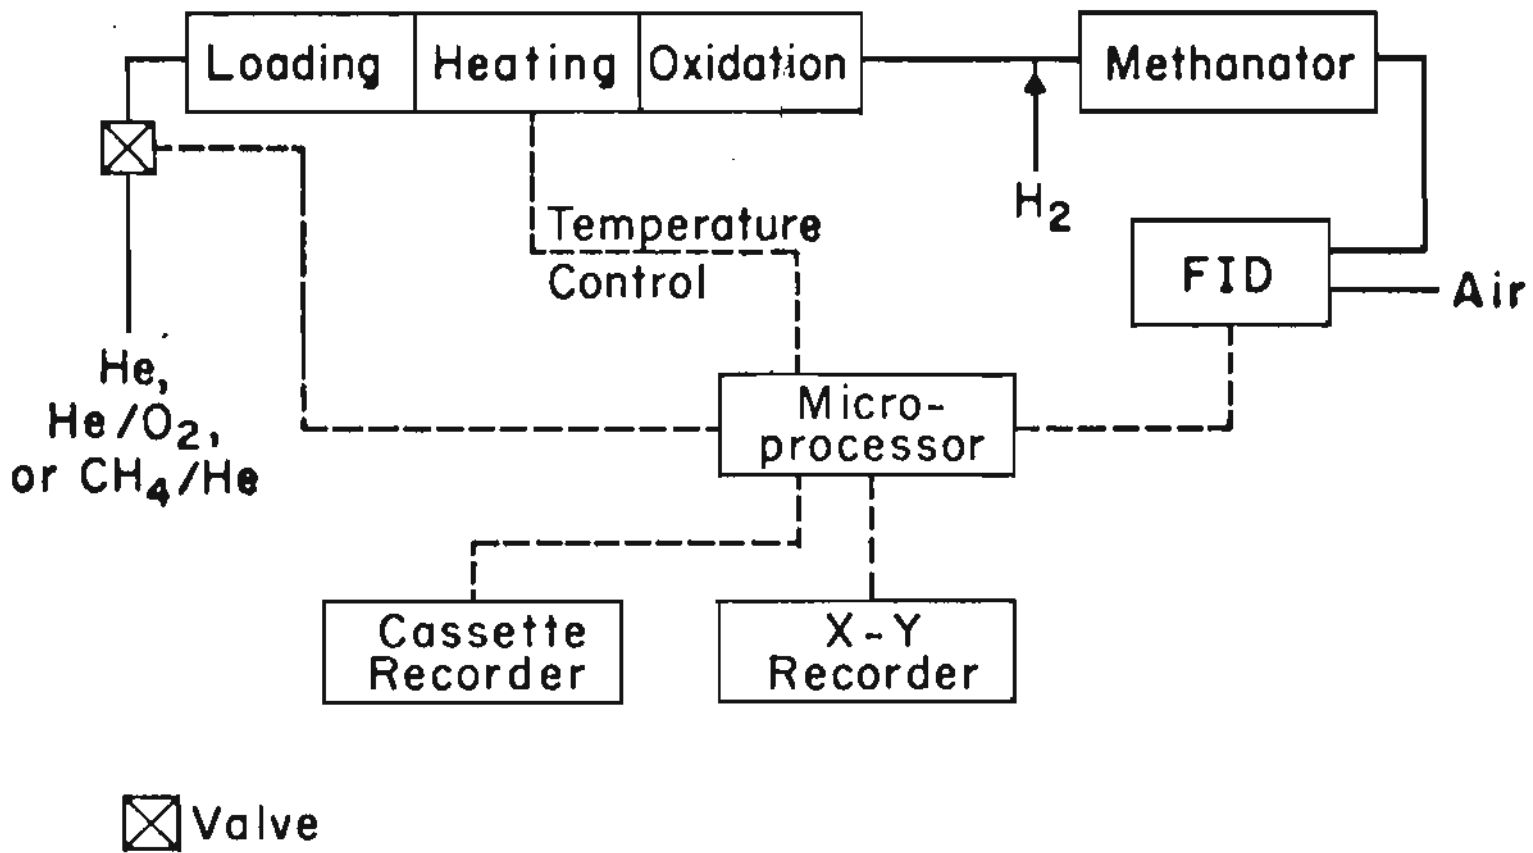 Loading
Heating
Oxidation
Methanator
H2
Temperature
Control
FID
Air
He,
He/O2,
or CH4/He
Micro-
processor
Cassette
Recorder
X-Y
Recorder
Valve